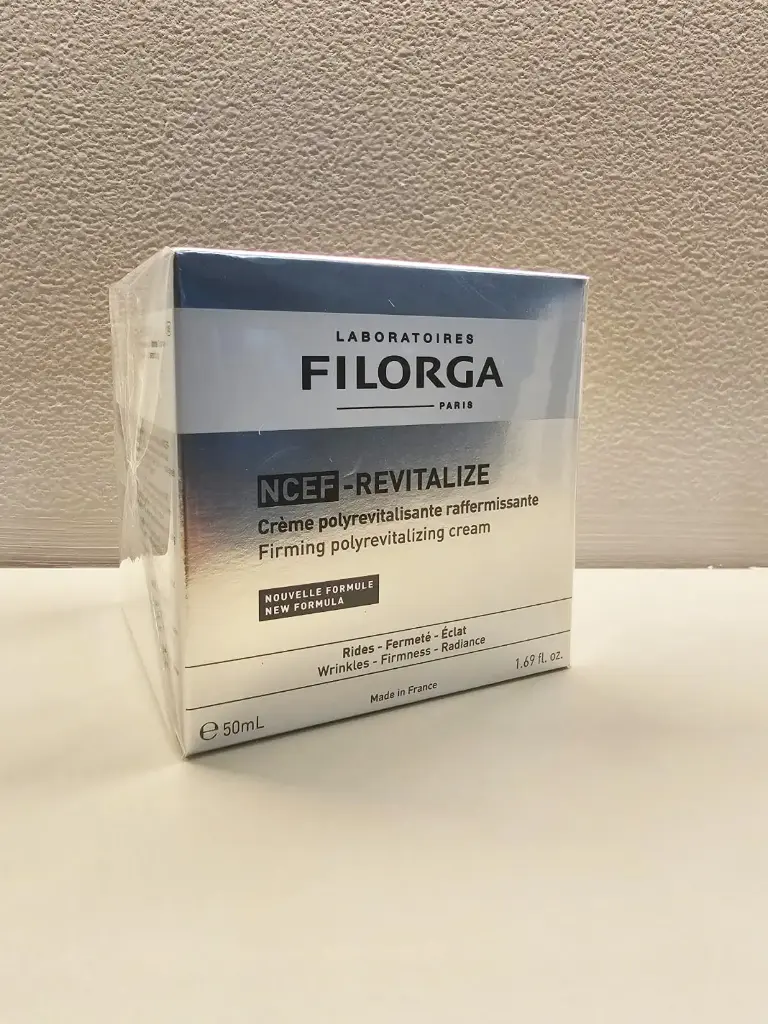 LABORATOIRES
FILORGA
PARIS
NCEF-REVITALIZE
Crème polyrevitalisante raffermissante
Firming polyrevitalizing cream
NOUVELLE FORMULE
NEW FORMULA
Rides - Fermeté - Éclat
Wrinkles - Firmness - Radiance
1.69 fl. oz.
Made in France
e 50mL